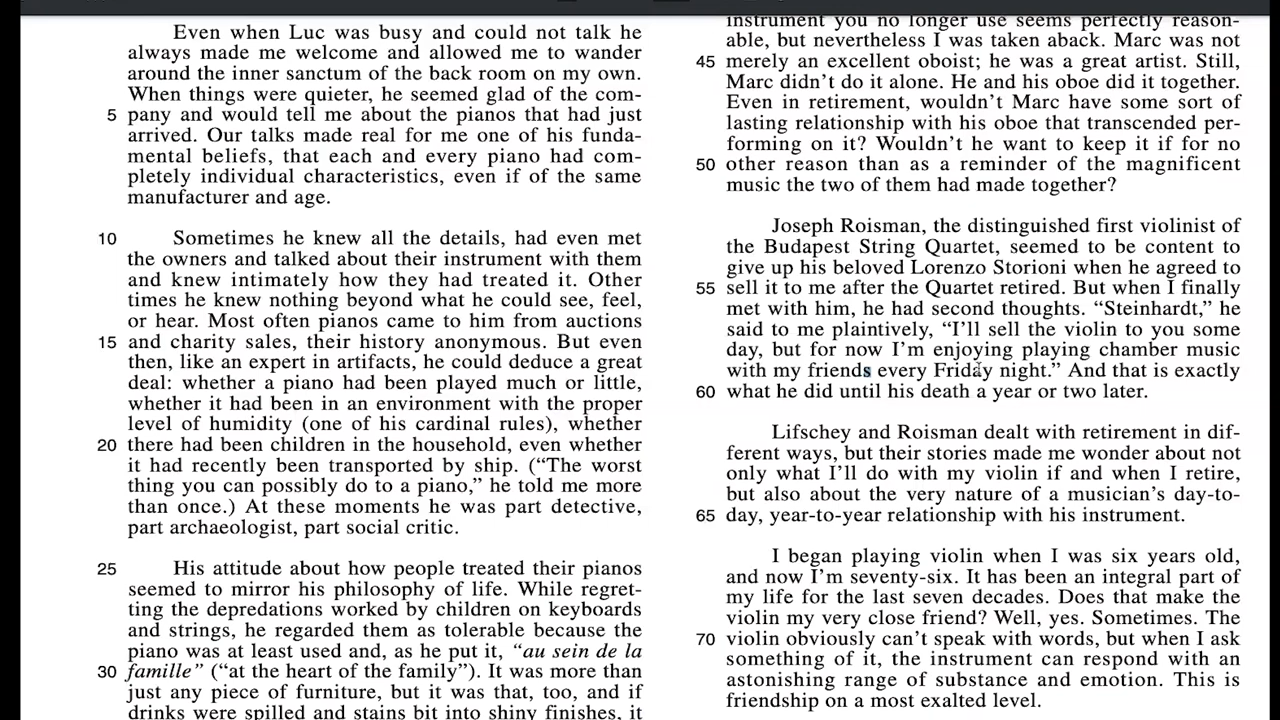 Even when Luc was busy and could not talk he
always made me welcome and allowed me to wander
around the inner sanctum of the back room on my own.
When things were quieter, he seemed glad of the com-
5 pany and would tell me about the pianos that had just
arrived. Our talks made real for me one of his funda-
mental beliefs, that each and every piano had com-
pletely individual characteristics, even if of the same
manufacturer and age.
10 Sometimes he knew all the details, had even met
the owners and talked about their instrument with them
and knew intimately how they had treated it. Other
times he knew nothing beyond what he could see, feel,
or hear. Most often pianos came to him from auctions
15 and charity sales, their history anonymous. But even
then, like an expert in artifacts, he could deduce a great
deal: whether a piano had been played much or little,
whether it had been in an environment with the proper
level of humidity (one of his cardinal rules), whether
20 there had been children in the household, even whether
it had recently been transported by ship. (“The worst
thing you can possibly do to a piano,” he told me more
than once.) At these moments he was part detective,
part archaeologist, part social critic.
25 His attitude about how people treated their pianos
seemed to mirror his philosophy of life. While regret-
ting the depredations worked by children on keyboards
and strings, he regarded them as tolerable because the
piano was at least used and, as he put it, “au sein de la
30 famille” (“at the heart of the family”). It was more than
just any piece of furniture, but it was that, too, and if
drinks were spilled and stains bit into shiny finishes, it
instrument you no longer use seems perfectly reason-
able, but nevertheless I was taken aback. Marc was not
45 merely an excellent oboist; he was a great artist. Still,
Marc didn’t do it alone. He and his oboe did it together.
Even in retirement, wouldn’t Marc have some sort of
lasting relationship with his oboe that transcended per-
forming on it? Wouldn’t he want to keep it if for no
50 other reason than as a reminder of the magnificent
music the two of them had made together?
Joseph Roisman, the distinguished first violinist of
the Budapest String Quartet, seemed to be content to
give up his beloved Lorenzo Storioni when he agreed to
55 sell it to me after the Quartet retired. But when I finally
met with him, he had second thoughts. “Steinhardt,” he
said to me plaintively, “I’ll sell the violin to you some
day, but for now I’m enjoying playing chamber music
with my friends every Friday night.” And that is exactly
60 what he did until his death a year or two later.
Lifschey and Roisman dealt with retirement in dif-
ferent ways, but their stories made me wonder about not
only what I’ll do with my violin if and when I retire,
but also about the very nature of a musician’s day-to-
65 day, year-to-year relationship with his instrument.
I began playing violin when I was six years old,
and now I’m seventy-six. It has been an integral part of
my life for the last seven decades. Does that make the
violin my very close friend? Well, yes. Sometimes. The
70 violin obviously can’t speak with words, but when I ask
something of it, the instrument can respond with an
astonishing range of substance and emotion. This is
friendship on a most exalted level.